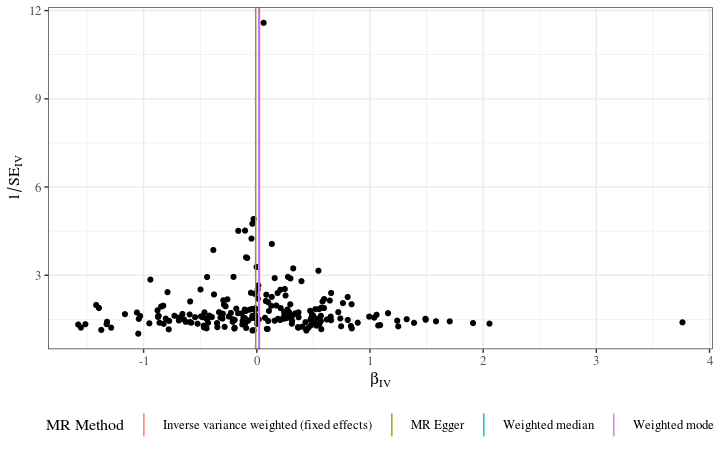 12
9
6
3
1/SE_IV
-1
0
1
2
3
4
β_IV
MR Method
Inverse variance weighted (fixed effects)
MR Egger
Weighted median
Weighted mode